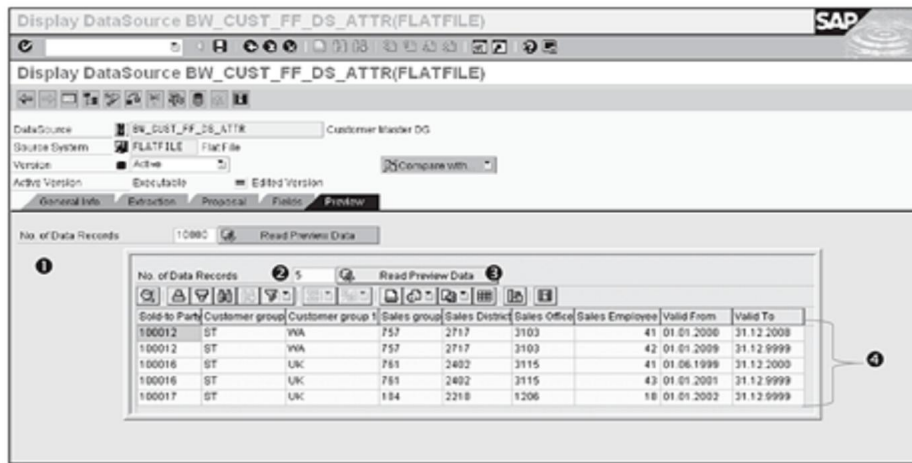 Display DataSource BW_CUST_FF_DS_ATTR(FLATFILE)
SAP
Display DataSource BW_CUST_FF_DS_ATTR(FLATFILE)
DataSource BW_CUST_FF_DS_ATTR Customer Master DS
Source System FLATFILE Flat File
Version Active Compare with...
Active Version Executable = Edited Version
General Info Extraction Proposal Fields Preview
No. of Data Records 10000 Read Preview Data
1
No. of Data Records 2 5 Read Preview Data 3
Sold-to Party Customer group Customer group 1 Sales group Sales District Sales Office Sales Employee Valid From Valid To
100012 ST WA 757 2717 3103 41 01.01.2000 31.12.2008
100012 ST WA 757 2717 3103 42 01.01.2009 31.12.9999
100016 ST UK 761 2402 3115 41 01.06.1999 31.12.2000
100016 ST UK 761 2402 3115 43 01.01.2001 31.12.9999
100017 ST UK 184 2218 1206 18 01.01.2002 31.12.9999
4